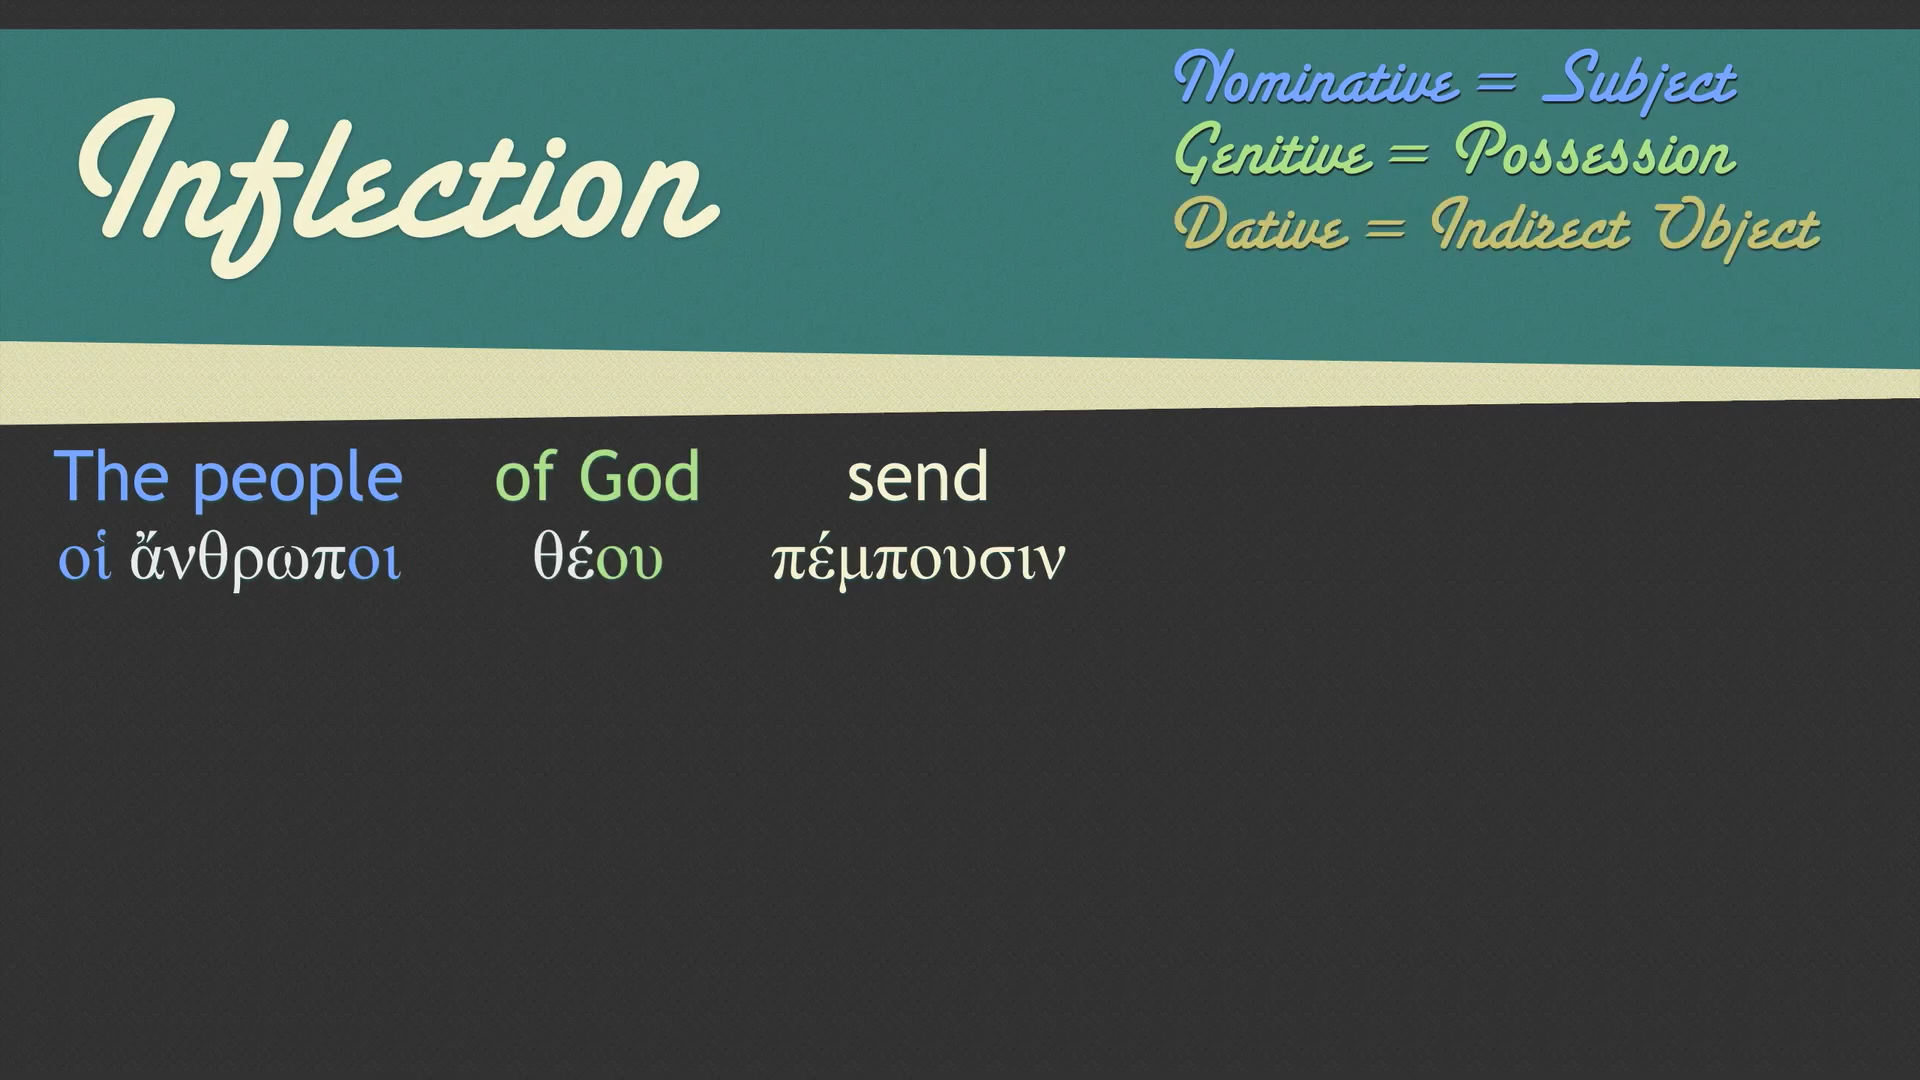 Inflection
Nominative = Subject
Genitive = Possession
Dative = Indirect Object
The people of God send
οἱ ἄνθρωποι θέου πέμπουσιν